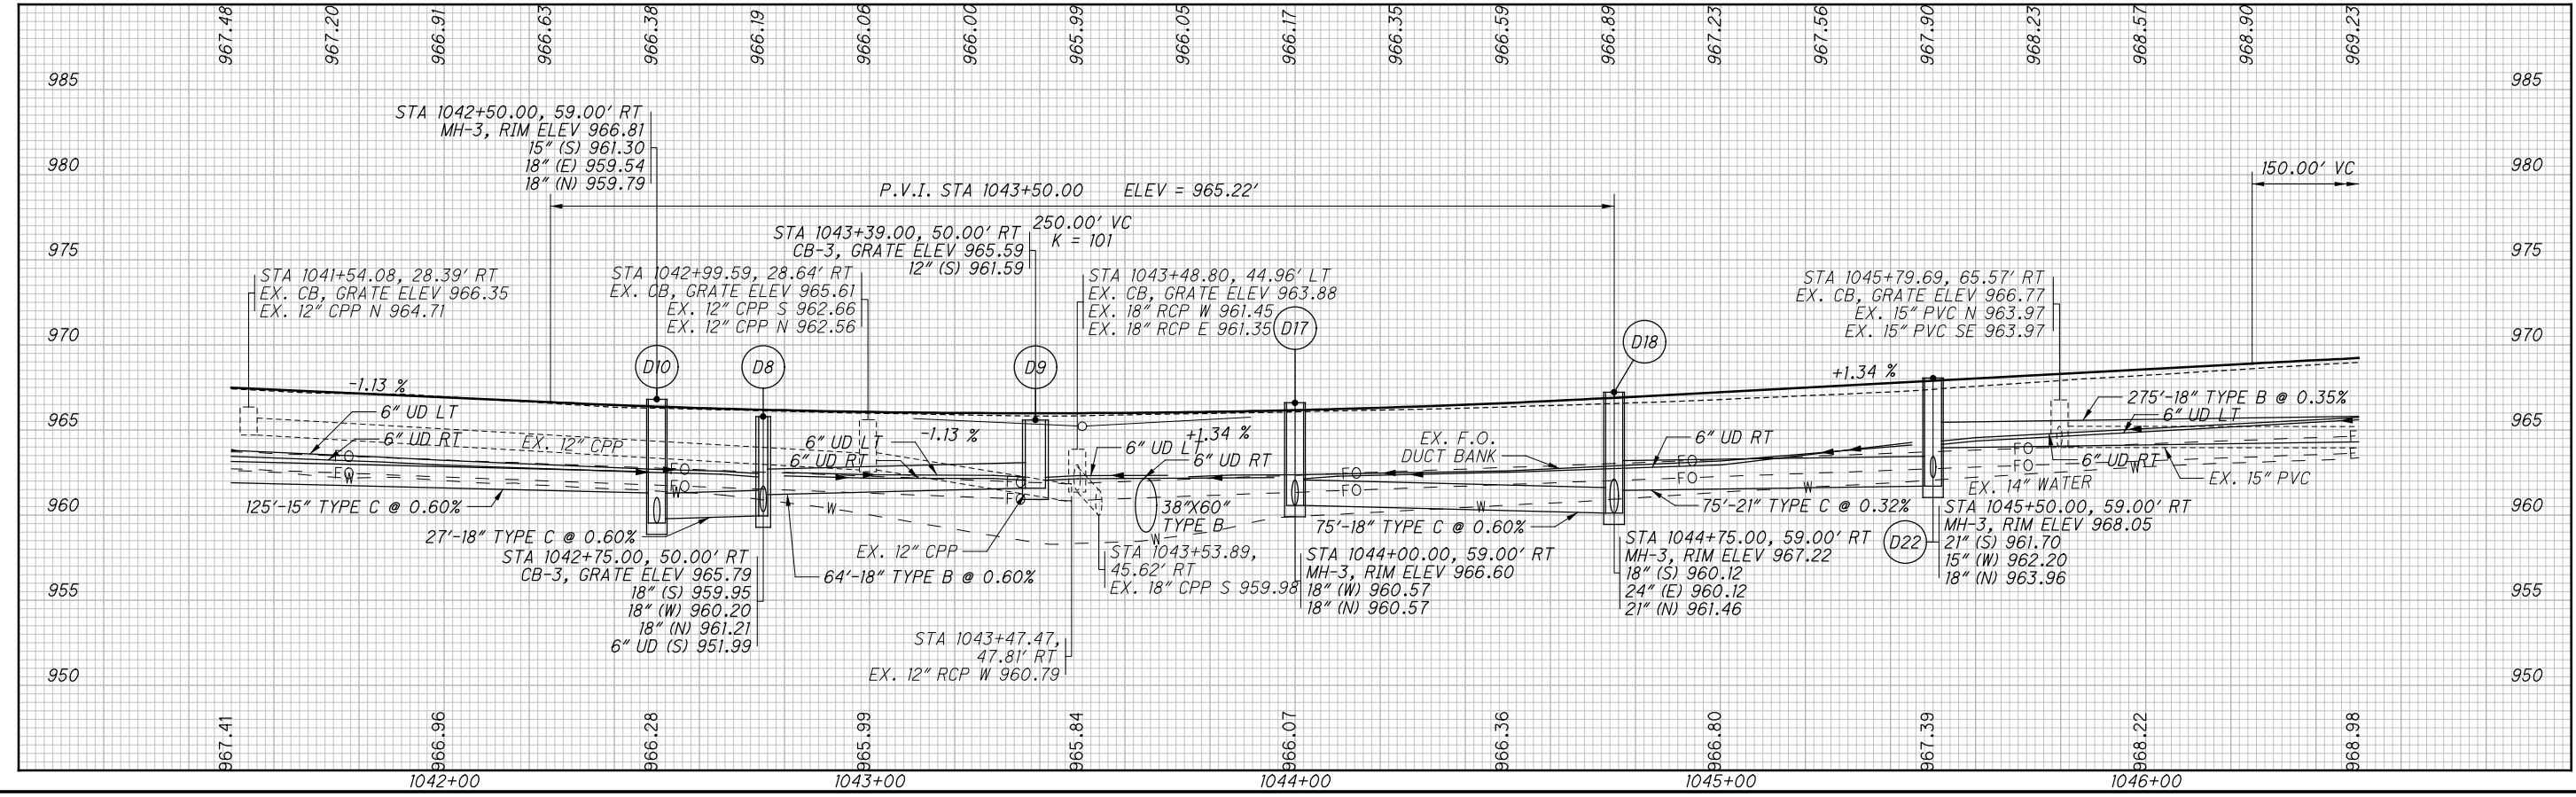 967.48 967.20 966.91 966.63 966.38 966.19 966.06 966.00 965.99 966.05 966.17 966.35 966.59 966.89 967.23 967.56 967.90 968.23 968.57 968.90 969.23
985 985
980 980
975 975
970 970
965 965
960 960
955 955
950 950
STA 1042+50.00, 59.00' RT
MH-3, RIM ELEV 966.81
15" (S) 961.30
18" (E) 959.54
18" (N) 959.79
P.V.I. STA 1043+50.00 ELEV = 965.22'
250.00' VC
K = 101
150.00' VC
STA 1043+39.00, 50.00' RT
CB-3, GRATE ELEV 965.59
12" (S) 961.59
STA 1041+54.08, 28.39' RT
EX. CB, GRATE ELEV 966.35
EX. 12" CPP N 964.71
STA 1042+99.59, 28.64' RT
EX. CB, GRATE ELEV 965.61
EX. 12" CPP S 962.66
EX. 12" CPP N 962.56
STA 1043+48.80, 44.96' LT
EX. CB, GRATE ELEV 963.88
EX. 18" RCP W 961.45
EX. 18" RCP E 961.35
STA 1045+79.69, 65.57' RT
EX. CB, GRATE ELEV 966.77
EX. 15" PVC N 963.97
EX. 15" PVC SE 963.97
D10
D8
D9
D17
D18
-1.13 %
+1.34 %
6" UD LT
6" UD RT
EX. 12" CPP
6" UD LT
6" UD RT
-1.13 %
6" UD LT
6" UD RT
+1.34 %
EX. F.O.
DUCT BANK
6" UD RT
275'-18" TYPE B @ 0.35%
6" UD LT
6" UD RT
EX. 15" PVC
EX. 14" WATER
FO
FO
W
FO
FO
W
W
FO
FO
W
FO
FO
W
FO
FO
W
FO
FO
W
125'-15" TYPE C @ 0.60%
27'-18" TYPE C @ 0.60%
STA 1042+75.00, 50.00' RT
CB-3, GRATE ELEV 965.79
18" (S) 959.95
18" (W) 960.20
18" (N) 961.21
6" UD (S) 951.99
EX. 12" CPP
64'-18" TYPE B @ 0.60%
38"X60"
TYPE B
STA 1043+53.89,
45.62' RT
EX. 18" CPP S 959.98
STA 1043+47.47,
47.81' RT
EX. 12" RCP W 960.79
75'-18" TYPE C @ 0.60%
STA 1044+00.00, 59.00' RT
MH-3, RIM ELEV 966.60
18" (W) 960.57
18" (N) 960.57
75'-21" TYPE C @ 0.32%
STA 1044+75.00, 59.00' RT
MH-3, RIM ELEV 967.22
18" (S) 960.12
24" (E) 960.12
21" (N) 961.46
D22
STA 1045+50.00, 59.00' RT
MH-3, RIM ELEV 968.05
21" (S) 961.70
15" (W) 962.20
18" (N) 963.96
967.41 966.96 966.28 965.99 965.84 966.07 966.36 966.80 967.39 968.22 968.98
1042+00 1043+00 1044+00 1045+00 1046+00